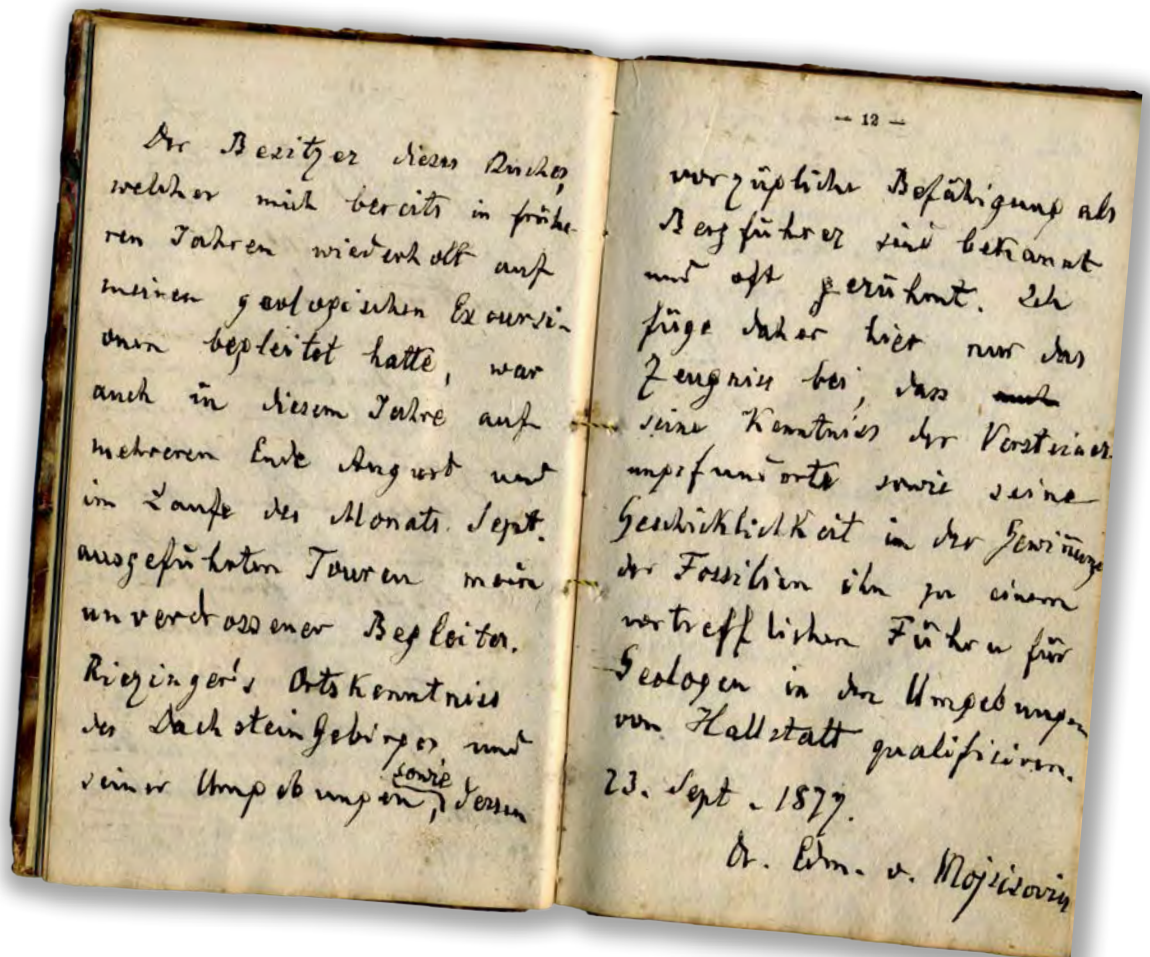 Der Besitzer dieses Buches,
welcher mich bereits in frühe-
ren Jahren wiederholt auf
meinen geologischen Excursi-
onen begleitet hatte, war
auch in diesem Jahre auf
mehreren Ende August und
im Laufe des Monats Sept.
ausgeführten Touren mein
unverdrossener Begleiter.
Riezinger's Ortskenntniss
des Dachsteingebirges und
seiner Umgebungen, sowie dessen
— 12 —
vorzügliche Befähigung als
Bergführer sind bekannt
und oft gerühmt. Ich
füge daher hier nur das
Zeugniss bei, dass auch
seine Kenntniss der Versteiner-
ungsfundorte sowie seine
Geschicklichkeit in der Gewinnung
der Fossilien ihn zu einem
vortrefflichen Führer für
Geologen in den Umgebungen
von Hallstatt qualificiren.
23. Sept. 1877.
Dr. Edm. v. Mojsisovics